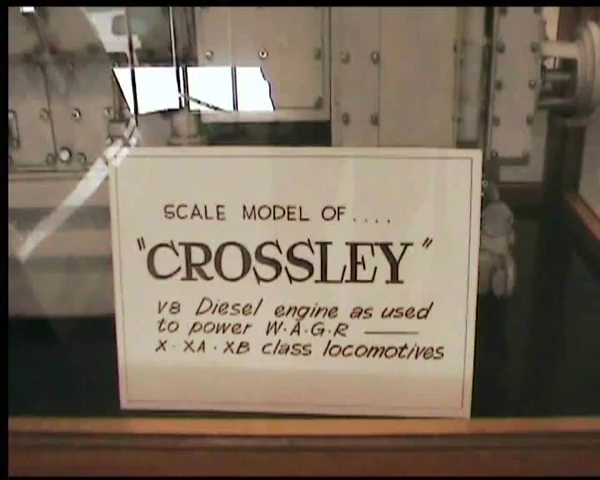 SCALE MODEL OF....
"CROSSLEY"
V8 Diesel engine as used
to power W.A.G.R ——
X.XA.XB class locomotives